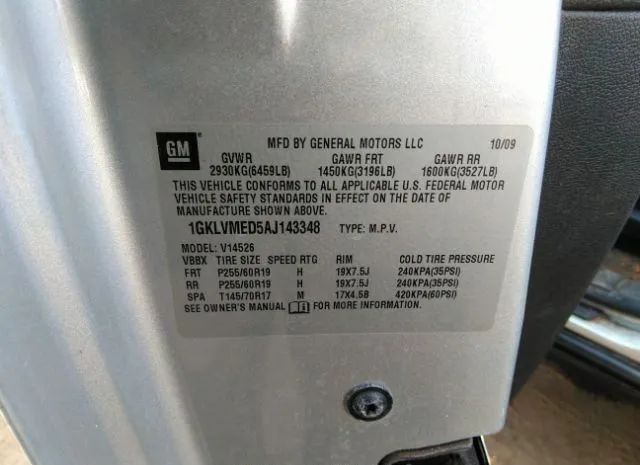 GM
MFD BY GENERAL MOTORS LLC 10/09
GVWR GAWR FRT GAWR RR
2930KG(6459LB) 1450KG(3196LB) 1600KG(3527LB)
THIS VEHICLE CONFORMS TO ALL APPLICABLE U.S. FEDERAL MOTOR
VEHICLE SAFETY STANDARDS IN EFFECT ON THE DATE OF
MANUFACTURE SHOWN ABOVE.
1GKLVMED5AJ143348 TYPE: M.P.V.
MODEL: V14526
VBBX TIRE SIZE SPEED RTG RIM COLD TIRE PRESSURE
FRT P255/60R19 H 19X7.5J 240KPA(35PSI)
RR P255/60R19 H 19X7.5J 240KPA(35PSI)
SPA T145/70R17 M 17X4.5B 420KPA(60PSI)
SEE OWNER'S MANUAL FOR MORE INFORMATION.